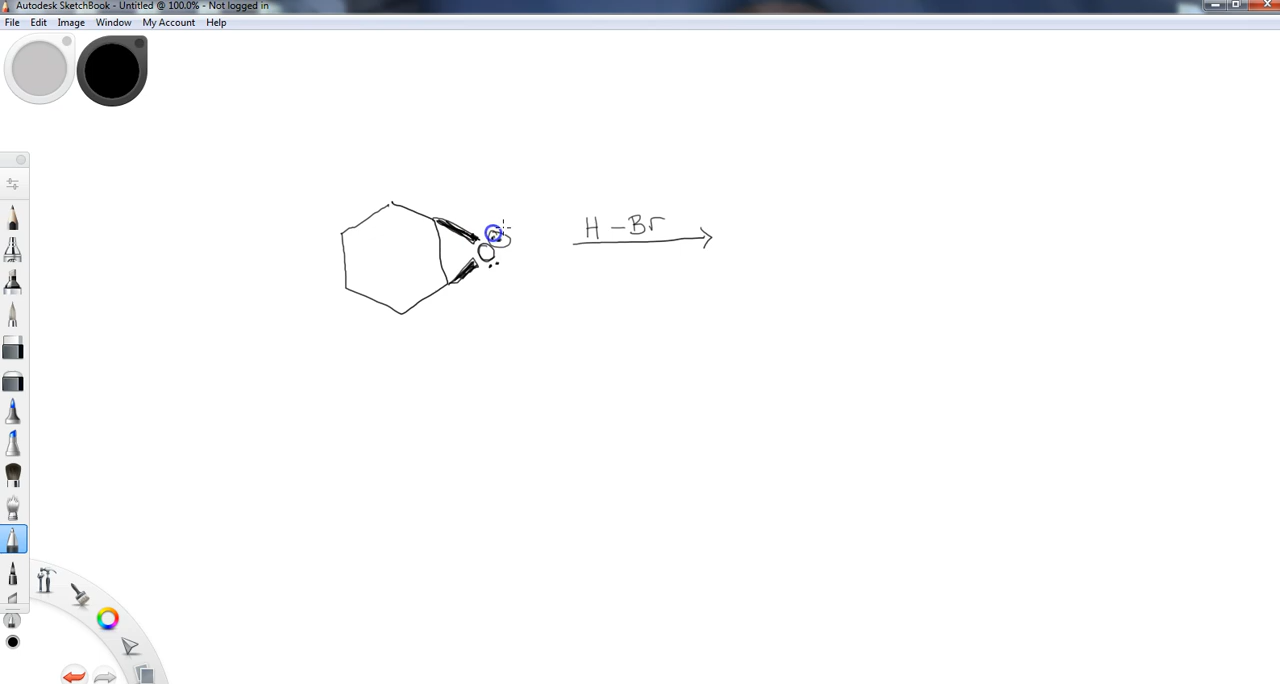 Autodesk SketchBook - Untitled @ 100.0% - Not logged in
File Edit Image Window My Account Help
H - Br
O